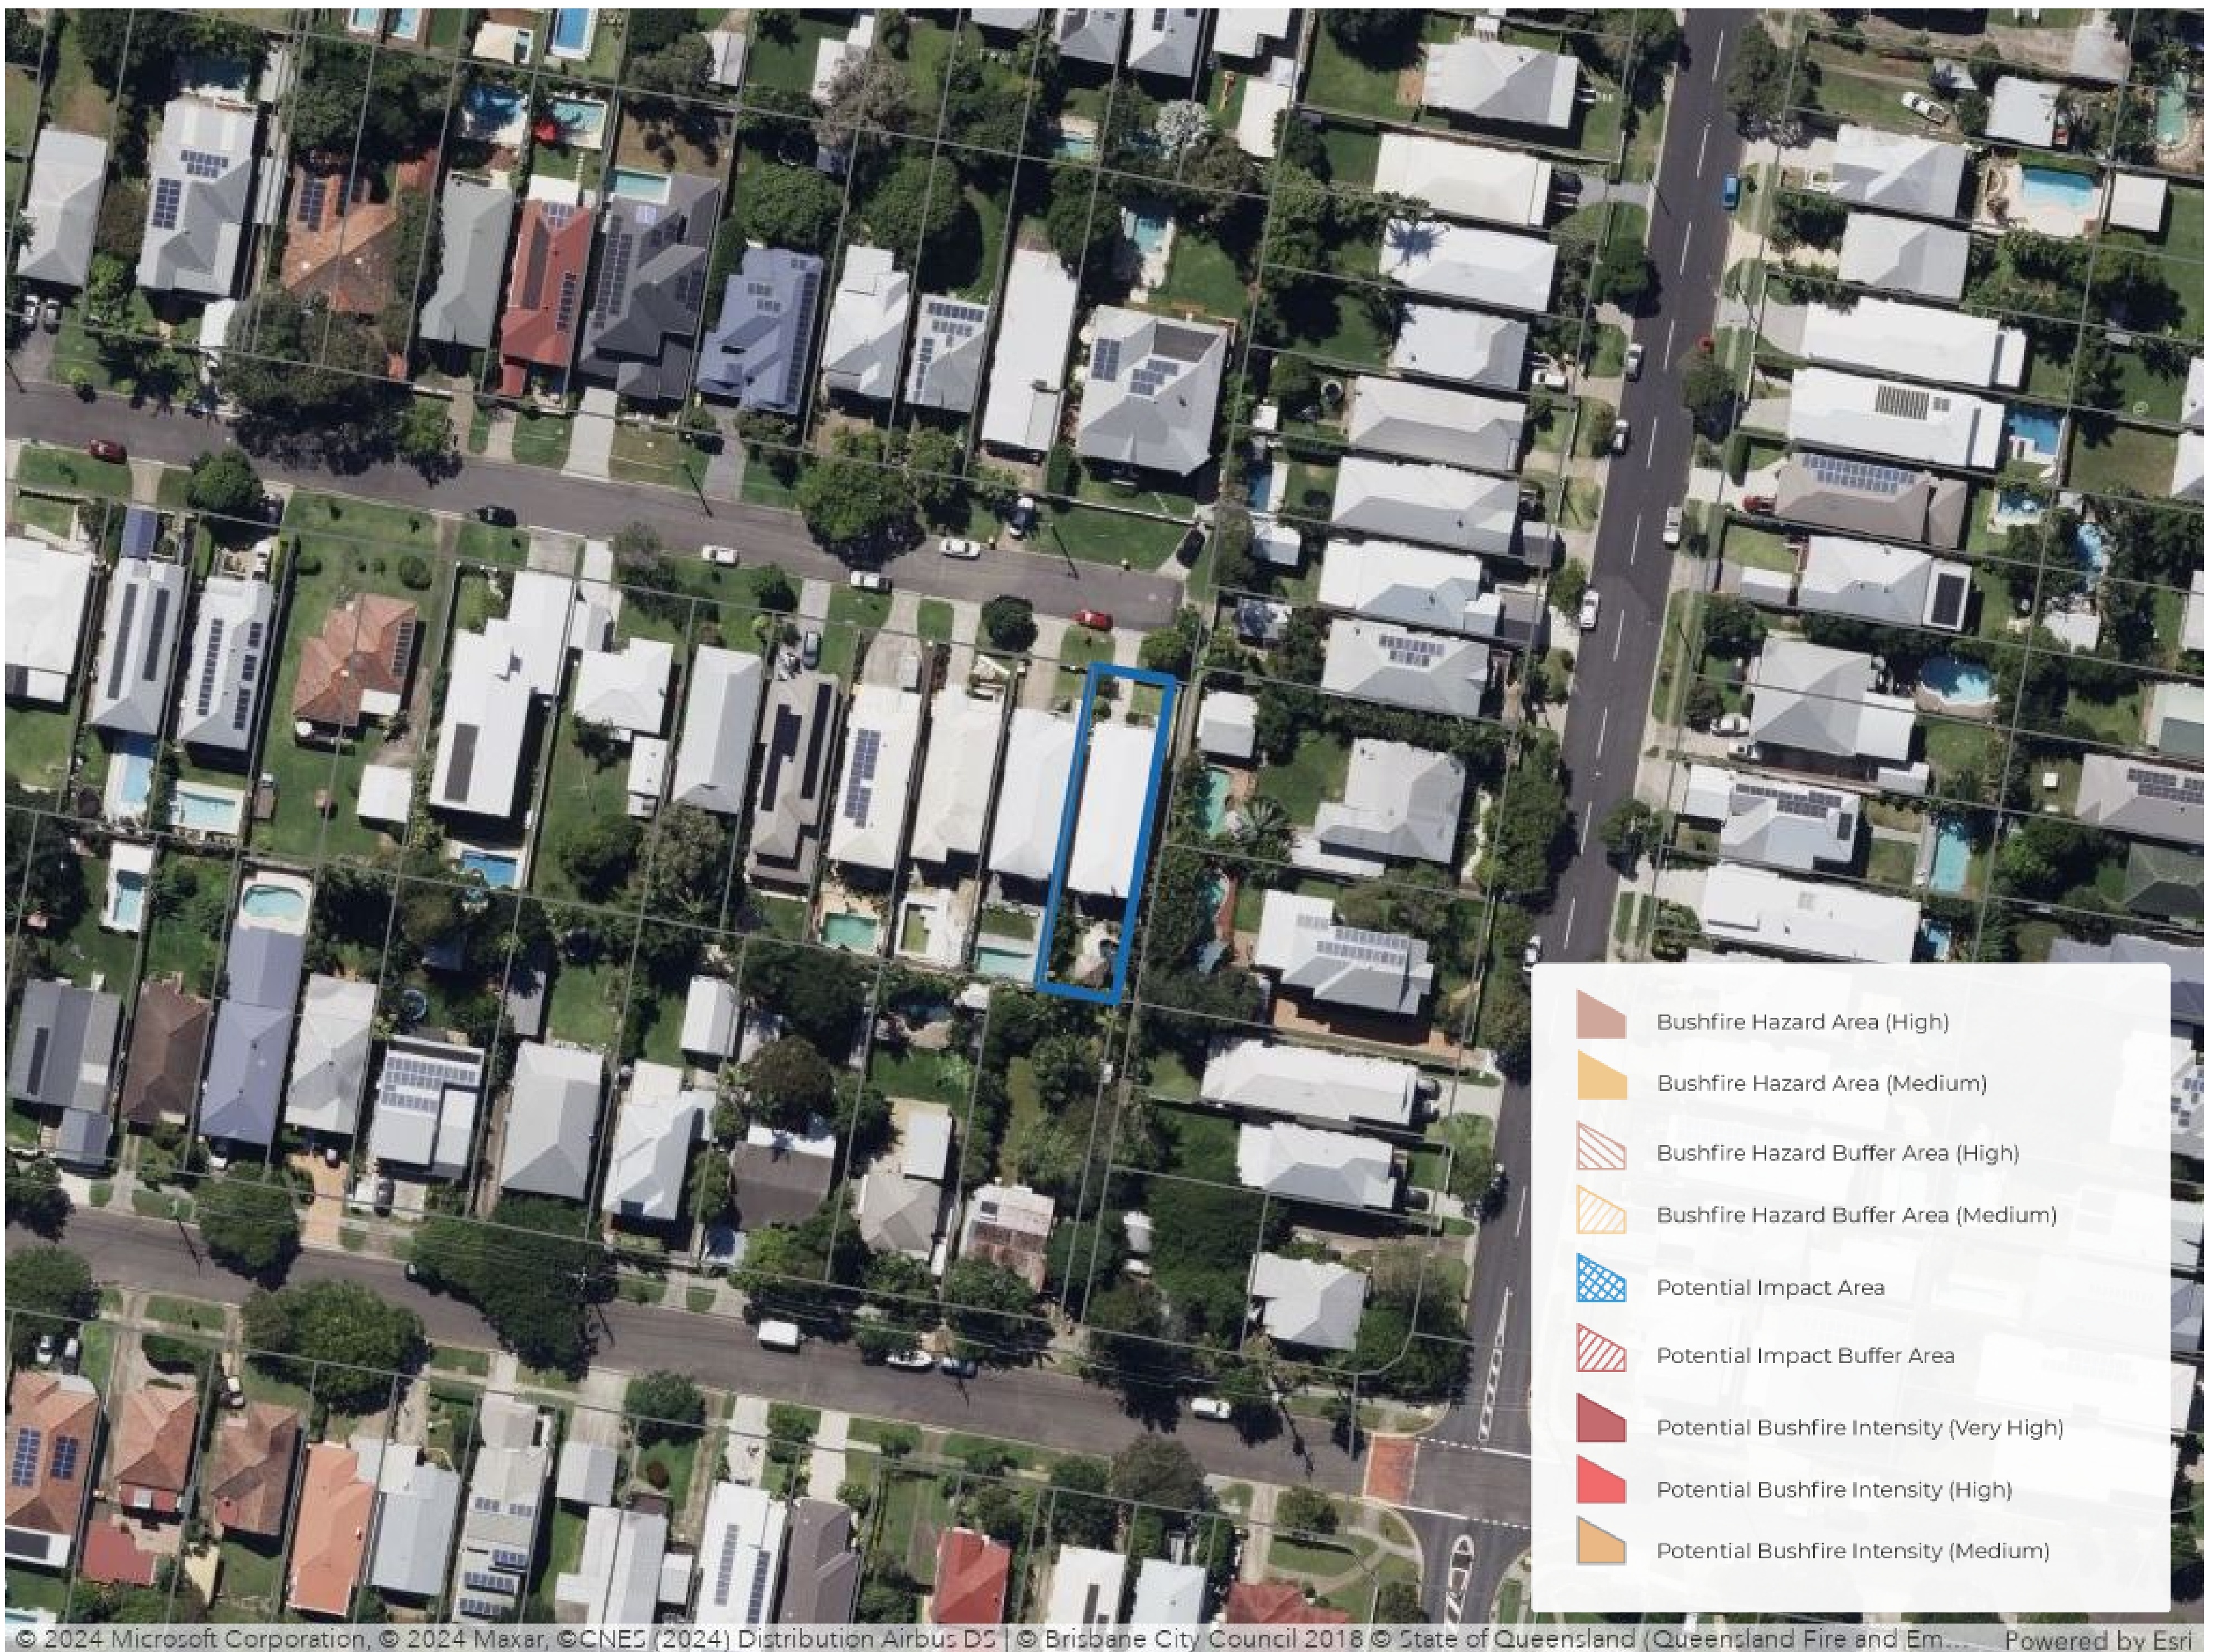 Bushfire Hazard Area (High)
Bushfire Hazard Area (Medium)
Bushfire Hazard Buffer Area (High)
Bushfire Hazard Buffer Area (Medium)
Potential Impact Area
Potential Impact Buffer Area
Potential Bushfire Intensity (Very High)
Potential Bushfire Intensity (High)
Potential Bushfire Intensity (Medium)
© 2024 Microsoft Corporation, © 2024 Maxar, ©CNES (2024) Distribution Airbus DS | © Brisbane City Council 2018 © State of Queensland (Queensland Fire and Em... Powered by Esri